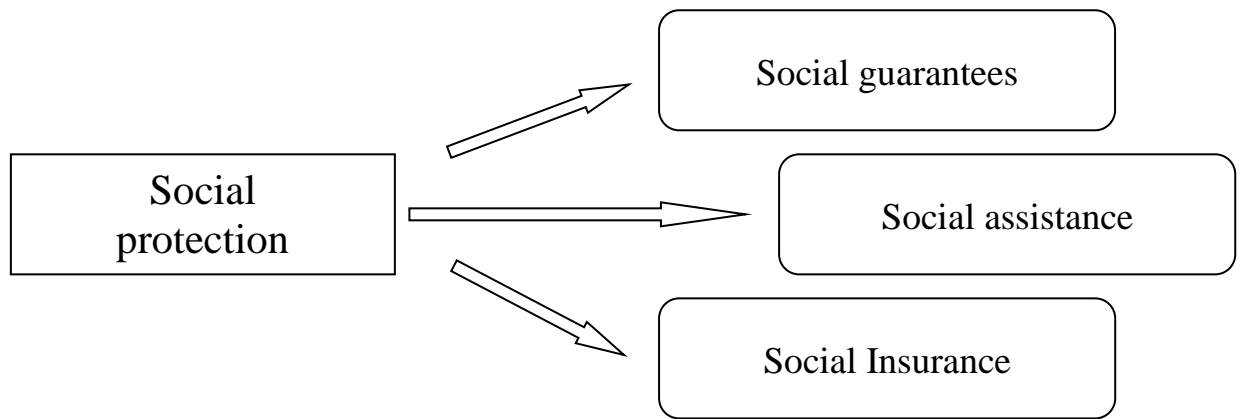 Social guarantees
Social
protection
Social assistance
Social Insurance